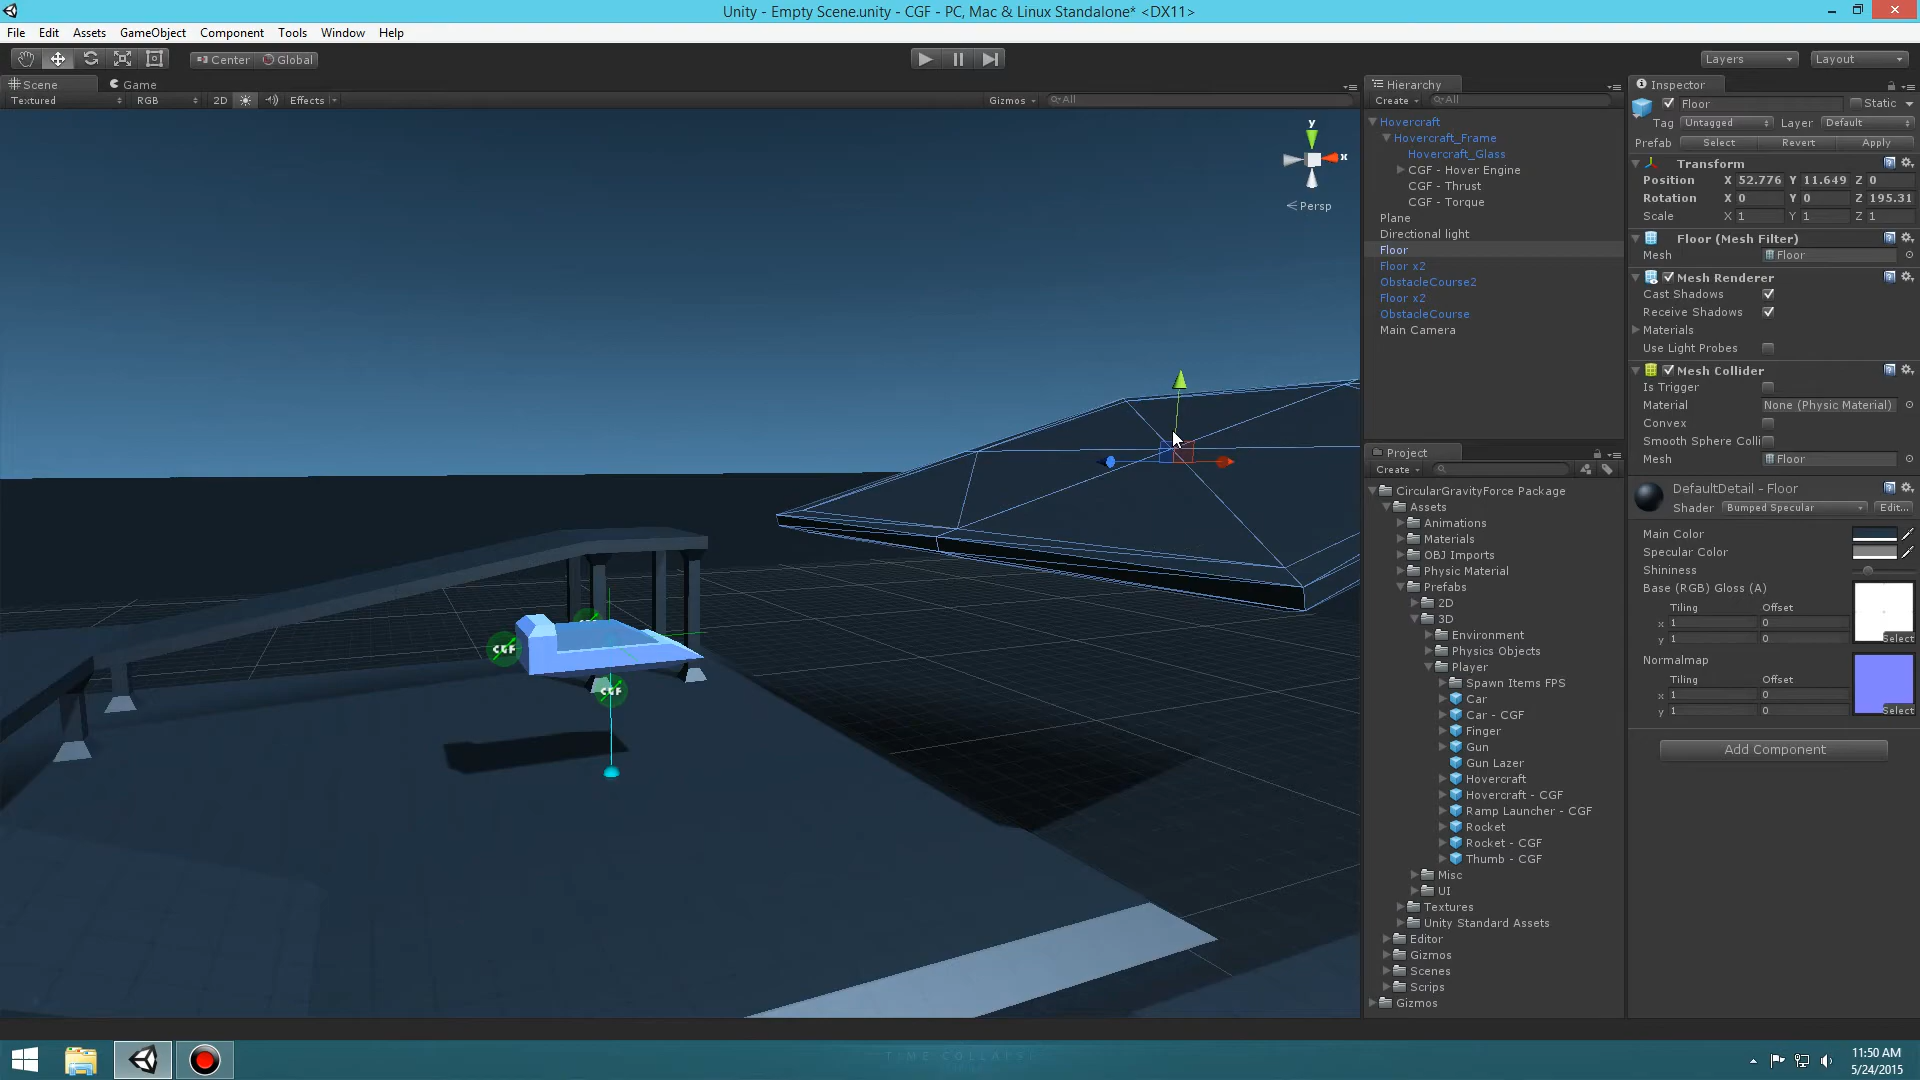 Unity - Empty Scene.unity - CGF - PC, Mac & Linux Standalone* <DX11>
File Edit Assets GameObject Component Tools Window Help
Center Global
Layers Layout
Scene Game
Textured RGB 2D Effects Gizmos All
y
x
Persp
CGF
CGF
Hierarchy
Create All
Hovercraft
Hovercraft_Frame
Hovercraft_Glass
CGF - Hover Engine
CGF - Thrust
CGF - Torque
Plane
Directional light
Floor
Floor x2
ObstacleCourse2
Floor x2
ObstacleCourse
Main Camera
Project
Create
CircularGravityForce Package
Assets
Animations
Materials
OBJ Imports
Physic Material
Prefabs
2D
3D
Environment
Physics Objects
Player
Spawn Items FPS
Car
Car - CGF
Finger
Gun
Gun Lazer
Hovercraft
Hovercraft - CGF
Ramp Launcher - CGF
Rocket
Rocket - CGF
Thumb - CGF
Misc
UI
Textures
Unity Standard Assets
Editor
Gizmos
Scenes
Scrips
Gizmos
Inspector
Floor Static
Tag Untagged Layer Default
Prefab Select Revert Apply
Transform
Position X 52.776 Y 11.649 Z 0
Rotation X 0 Y 0 Z 195.31
Scale X 1 Y 1 Z 1
Floor (Mesh Filter)
Mesh Floor
Mesh Renderer
Cast Shadows
Receive Shadows
Materials
Use Light Probes
Mesh Collider
Is Trigger
Material None (Physic Material)
Convex
Smooth Sphere Colli
Mesh Floor
DefaultDetail - Floor
Shader Bumped Specular Edit...
Main Color
Specular Color
Shininess
Base (RGB) Gloss (A)
Tiling Offset
x 1 0
y 1 0
Select
Normalmap
Tiling Offset
x 1 0
y 1 0
Select
Add Component
11:50 AM
5/24/2015